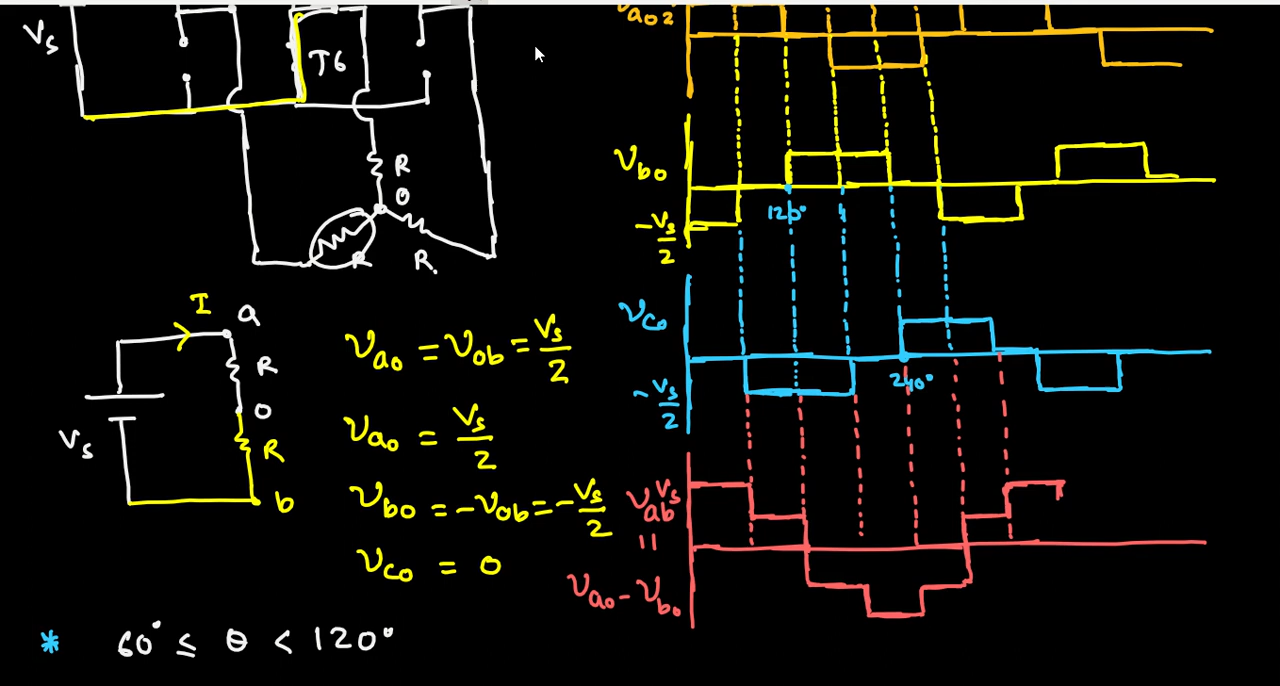 Vs
T6
R
O
R
R.
I
a
R
O
Vs
R
b
Vao = Vob = Vs/2
Vao = Vs/2
Vbo = -Vob = -Vs/2
Vco = 0
* 60° ≤ θ < 120°
Vao 2
Vbo
-Vs/2
120°
Vco
-Vs/2
240°
Vs
Vab
||
Vao - Vbo